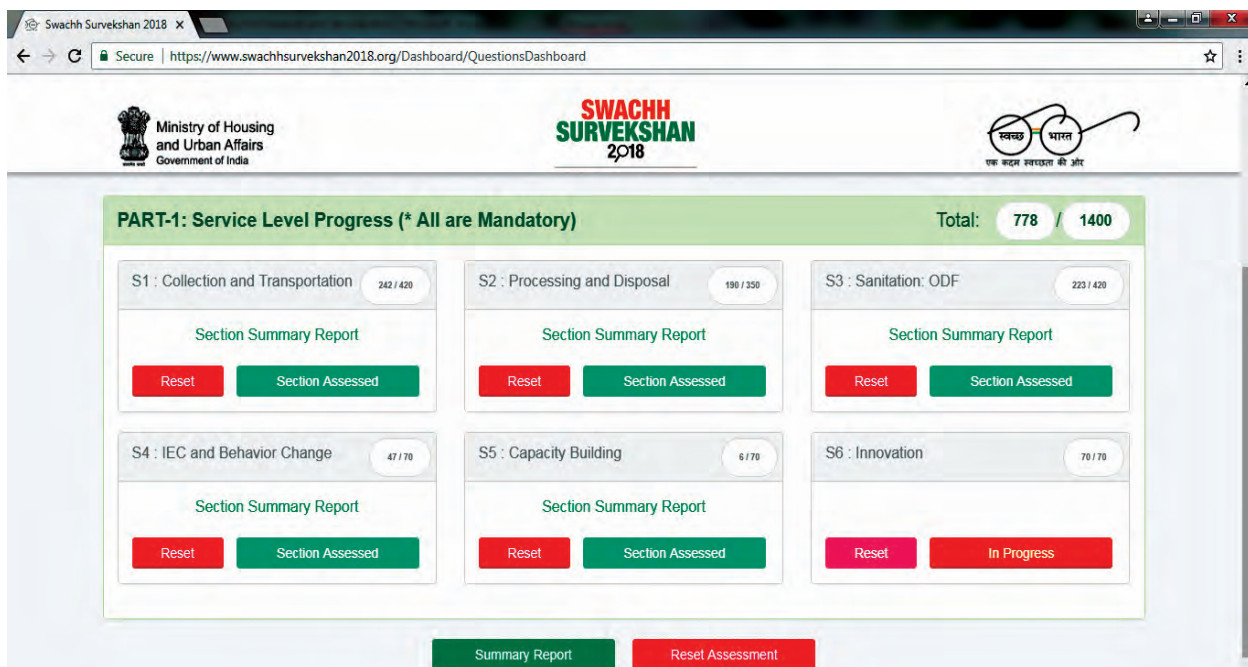 Swachh Survekshan 2018
Secure | https://www.swachhsurvekshan2018.org/Dashboard/QuestionsDashboard
Ministry of Housing
and Urban Affairs
Government of India
SWACHH
SURVEKSHAN
2018
स्वच्छ भारत
एक कदम स्वच्छता की ओर
PART-1: Service Level Progress (* All are Mandatory)
Total: 778 / 1400
S1 : Collection and Transportation 242 / 420
Section Summary Report
Reset Section Assessed
S2 : Processing and Disposal 190 / 350
Section Summary Report
Reset Section Assessed
S3 : Sanitation: ODF 223 / 420
Section Summary Report
Reset Section Assessed
S4 : IEC and Behavior Change 47 / 70
Section Summary Report
Reset Section Assessed
S5 : Capacity Building 6 / 70
Section Summary Report
Reset Section Assessed
S6 : Innovation 70 / 70
Reset In Progress
Summary Report Reset Assessment